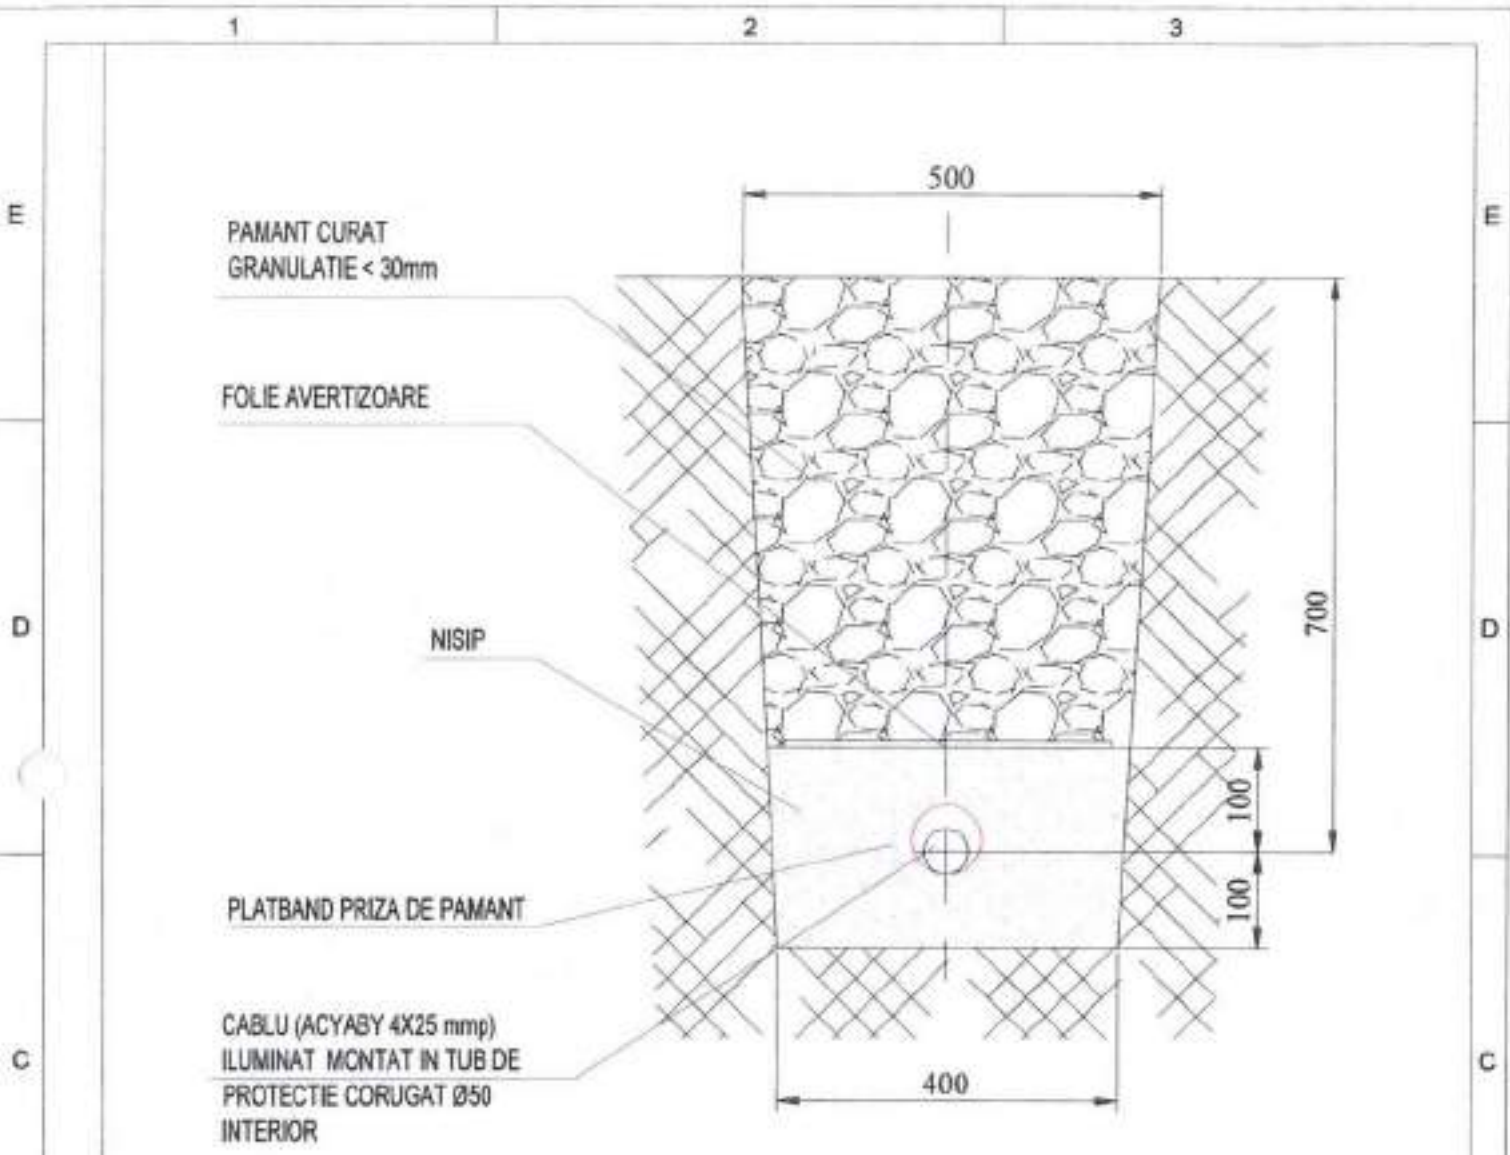 1 2 3
E
500
E
PAMANT CURAT
GRANULATIE < 30mm
FOLIE AVERTIZOARE
D
NISIP
700
D
100
PLATBAND PRIZA DE PAMANT
100
CABLU (ACYABY 4X25 mmp)
ILUMINAT MONTAT IN TUB DE
PROTECTIE CORUGAT Ø50
INTERIOR
C
400
C